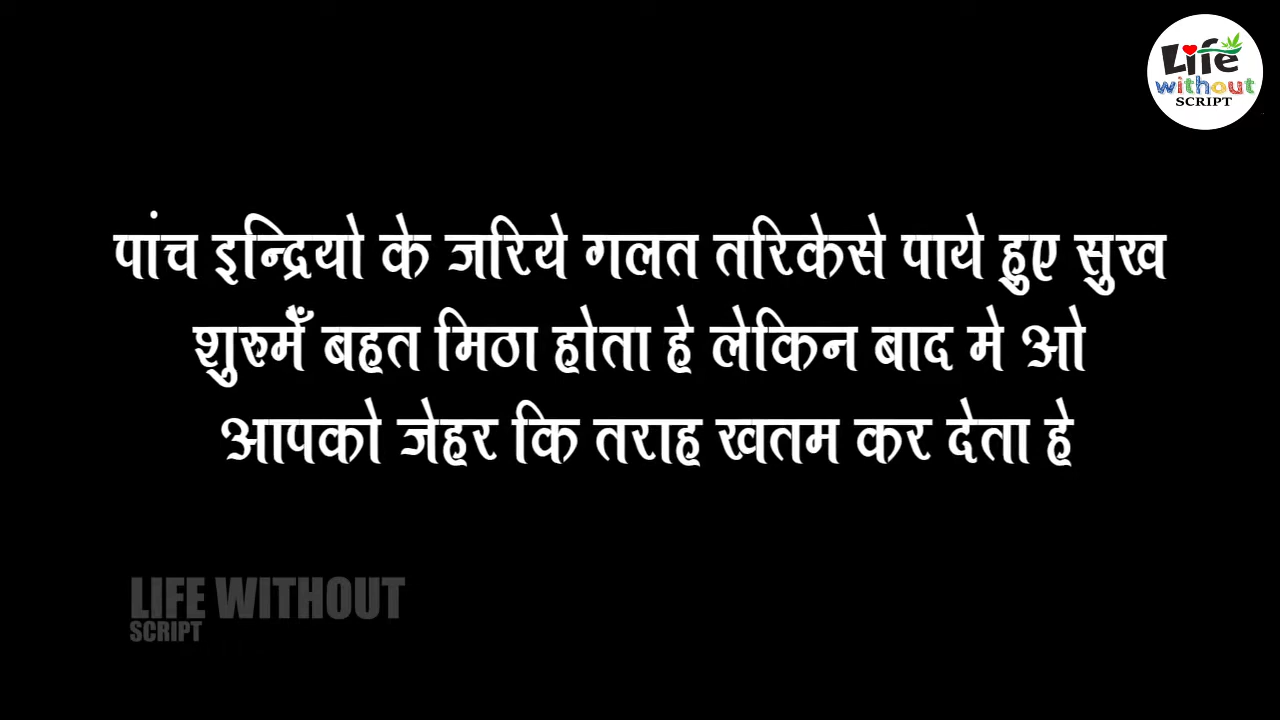 Life
without
SCRIPT
पांच इन्द्रियो के जरिये गलत तरिकेसे पाये हुए सुख
शुरुमेँ बहत मिठा होता हे लेकिन बाद मे ओ
आपको जेहर कि तराह खतम कर देता हे
LIFE WITHOUT
SCRIPT